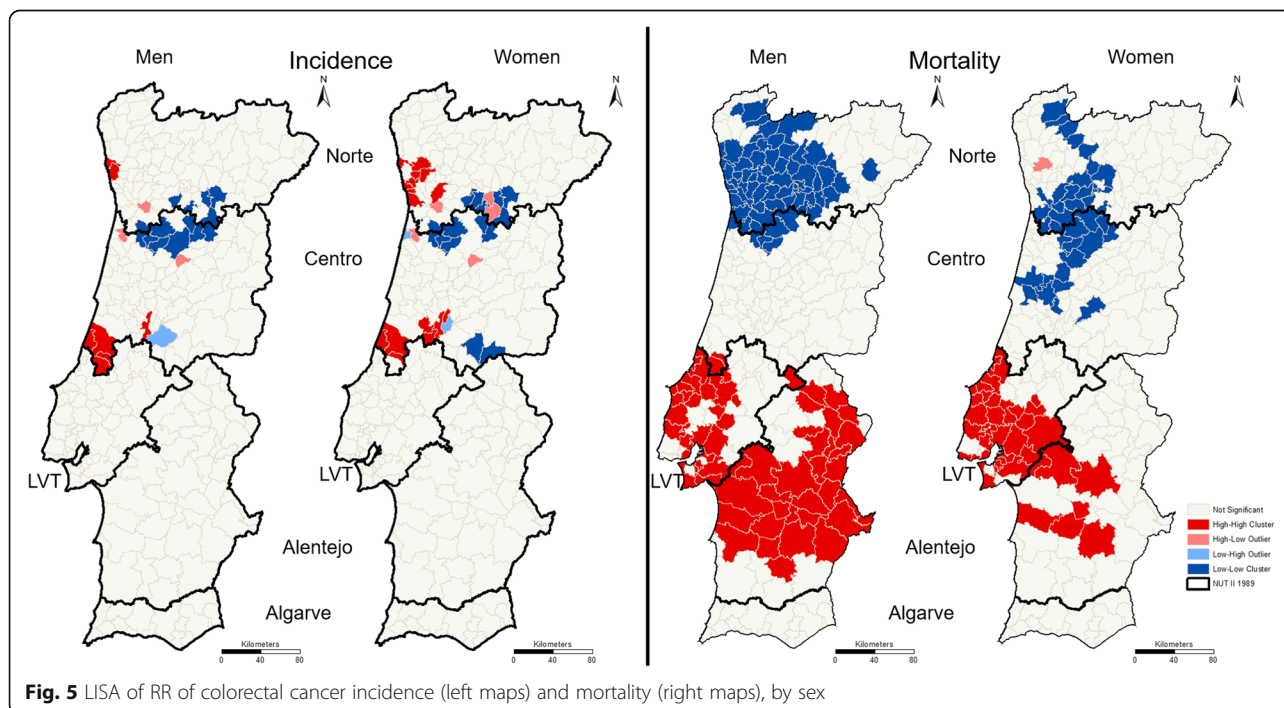 Men
Incidence
Women
N
N
Norte
Centro
LVT
Alentejo
Algarve
Kilometers
0 40 80
Kilometers
0 40 80
Men
Mortality
Women
N
N
Norte
Centro
LVT
Alentejo
Algarve
Not Significant
High-High Cluster
High-Low Outlier
Low-High Outlier
Low-Low Cluster
NUT II 1989
Kilometers
0 40 80
Kilometers
0 40 80
Fig. 5 LISA of RR of colorectal cancer incidence (left maps) and mortality (right maps), by sex